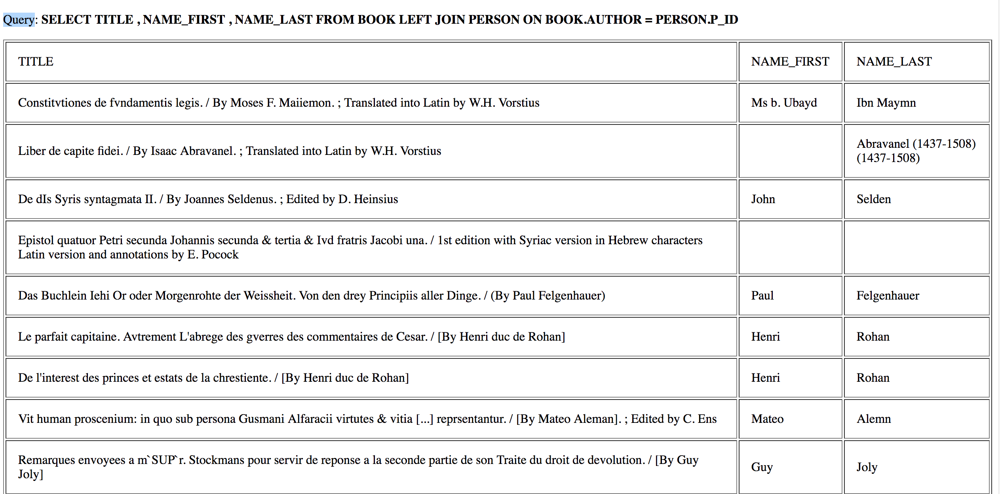 Query: SELECT TITLE , NAME_FIRST , NAME_LAST FROM BOOK LEFT JOIN PERSON ON BOOK.AUTHOR = PERSON.P_ID
TITLE NAME_FIRST NAME_LAST
Constitvtiones de fvndamentis legis. / By Moses F. Maiiemon. ; Translated into Latin by W.H. Vorstius Ms b. Ubayd Ibn Maymn
Liber de capite fidei. / By Isaac Abravanel. ; Translated into Latin by W.H. Vorstius Abravanel (1437-1508)
(1437-1508)
De dIs Syris syntagmata II. / By Joannes Seldenus. ; Edited by D. Heinsius John Selden
Epistol quatuor Petri secunda Johannis secunda & tertia & Ivd fratris Jacobi una. / 1st edition with Syriac version in Hebrew characters
Latin version and annotations by E. Pocock
Das Buchlein Iehi Or oder Morgenrohte der Weissheit. Von den drey Principiis aller Dinge. / (By Paul Felgenhauer) Paul Felgenhauer
Le parfait capitaine. Avtrement L'abrege des gverres des commentaires de Cesar. / [By Henri duc de Rohan] Henri Rohan
De l'interest des princes et estats de la chrestiente. / [By Henri duc de Rohan] Henri Rohan
Vit human proscenium: in quo sub persona Gusmani Alfaracii virtutes & vitia [...] reprsentantur. / [By Mateo Aleman]. ; Edited by C. Ens Mateo Alemn
Remarques envoyees a m`SUP`r. Stockmans pour servir de reponse a la seconde partie de son Traite du droit de devolution. / [By Guy
Joly] Guy Joly